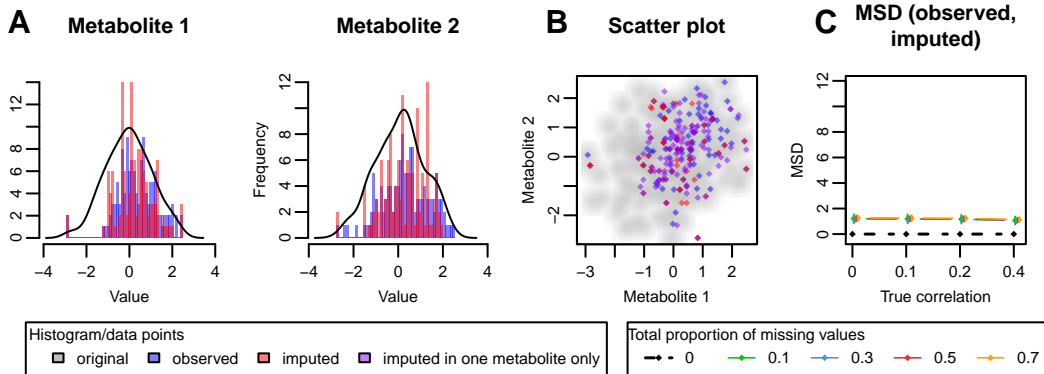 A Metabolite 1
Metabolite 2
B Scatter plot
C MSD (observed, imputed)
0 2 4 6 8 12
−4 −2 0 2 4
Value
Frequency
0 2 4 6 8 12
−4 −2 0 2 4
Value
Metabolite 2
−2 0 1 2
−3 −1 0 1 2
Metabolite 1
MSD
0 2 4 6 8 12
0 0.1 0.2 0.4
True correlation
Histogram/data points
original observed imputed imputed in one metabolite only
Total proportion of missing values
0 0.1 0.3 0.5 0.7